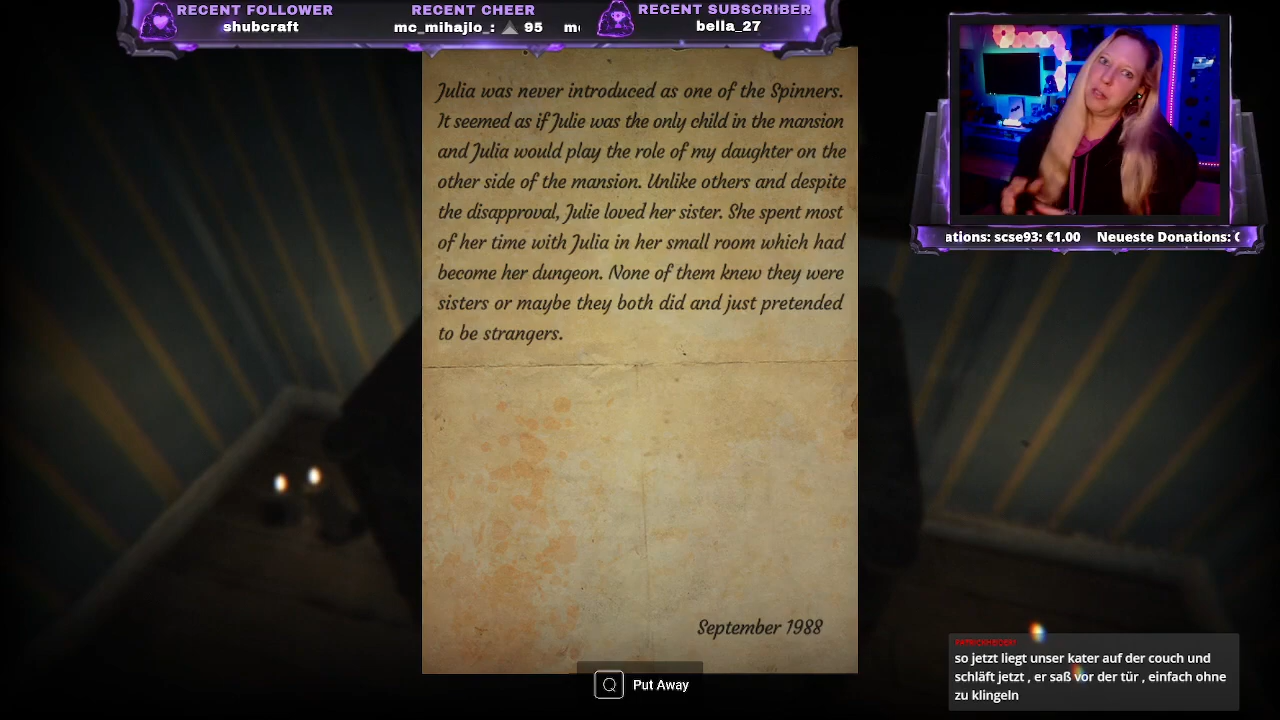 RECENT FOLLOWER
shubcraft
RECENT CHEER
mc_mihajlo_: 95
RECENT SUBSCRIBER
bella_27
Julia was never introduced as one of the Spinners.
It seemed as if Julie was the only child in the mansion
and Julia would play the role of my daughter on the
other side of the mansion. Unlike others and despite
the disapproval, Julie loved her sister. She spent most
of her time with Julia in her small room which had
become her dungeon. None of them knew they were
sisters or maybe they both did and just pretended
to be strangers.
September 1988
Q Put Away
ations: scse93: €1.00 Neueste Donations:
so jetzt liegt unser kater auf der couch und
schläft jetzt , er saß vor der tür , einfach ohne
zu klingeln